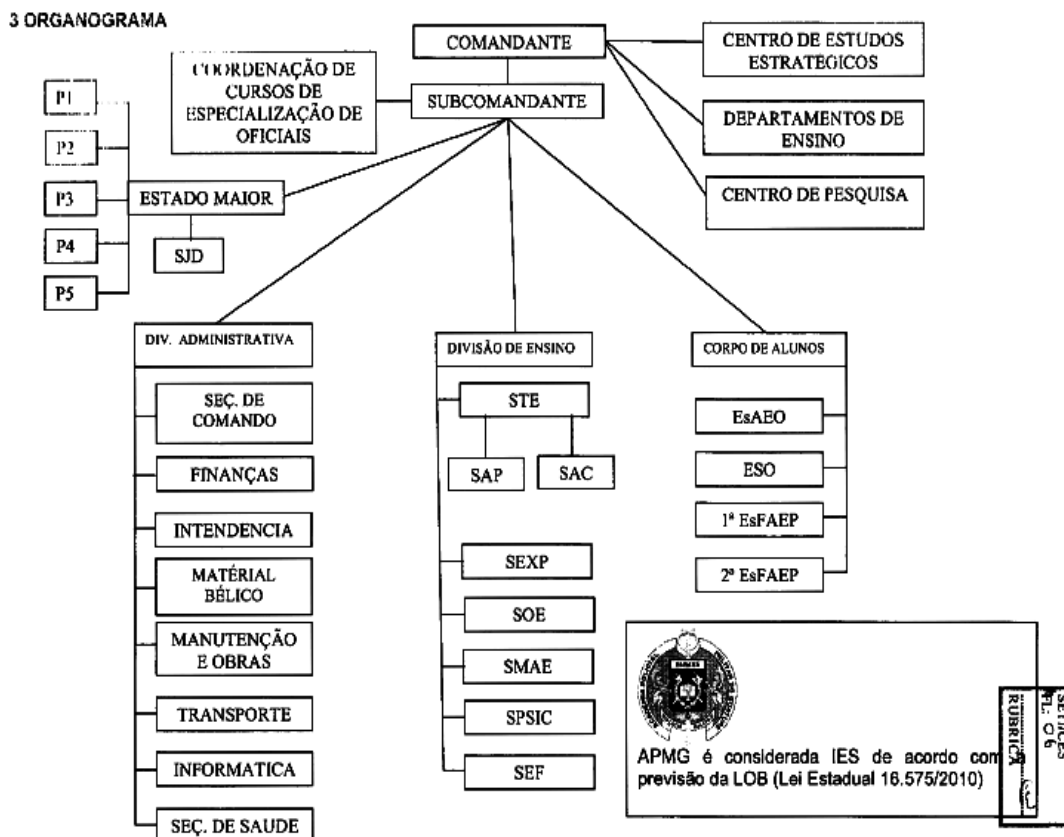 3 ORGANOGRAMA
COMANDANTE
SUBCOMANDANTE
COORDENAÇÃO DE
CURSOS DE
ESPECIALIZAÇÃO DE
OFICIAIS
CENTRO DE ESTUDOS
ESTRATÉGICOS
DEPARTAMENTOS DE
ENSINO
CENTRO DE PESQUISA
P1
P2
P3
P4
P5
ESTADO MAIOR
SJD
DIV. ADMINISTRATIVA
SEÇ. DE
COMANDO
FINANÇAS
INTENDENCIA
MATÉRIAL
BÉLICO
MANUTENÇÃO
E OBRAS
TRANSPORTE
INFORMATICA
SEÇ. DE SAUDE
DIVISÃO DE ENSINO
STE
SAP
SAC
SEXP
SOE
SMAE
SPSIC
SEF
CORPO DE ALUNOS
EsAEO
ESO
1ª EsFAEP
2ª EsFAEP
APMG é considerada IES de acordo com a
previsão da LOB (Lei Estadual 16.575/2010)
RUBRICA